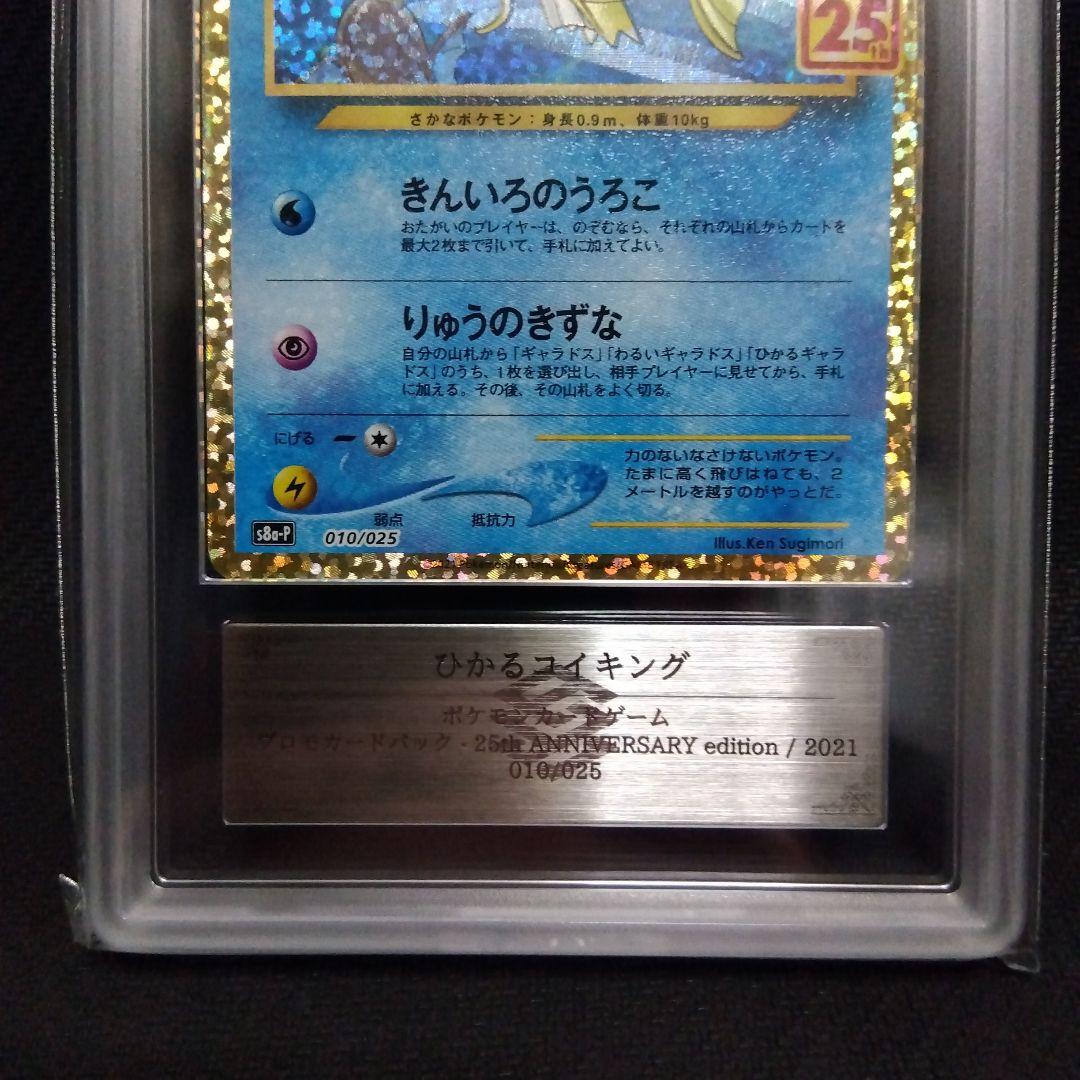 25th
さかなポケモン：身長0.9m、体重10kg
きんいろのうろこ
おたがいのプレイヤーは、のぞむなら、それぞれの山札からカードを
最大2枚まで引いて、手札に加えてよい。
りゅうのきずな
自分の山札から「ギャラドス」「わるいギャラドス」「ひかるギャラ
ドス」のうち、1枚を選び出し、相手プレイヤーに見せてから、手札
に加える。その後、その山札をよく切る。
にげる
力のないなさけないポケモン。
たまに高く飛びはねても、2
メートルを越すのがやっとだ。
弱点
抵抗力
s8a-P
010/025
Illus.Ken Sugimori
ひかるコイキング
ポケモンカードゲーム
プロモカードパック - 25th ANNIVERSARY edition / 2021
010/025